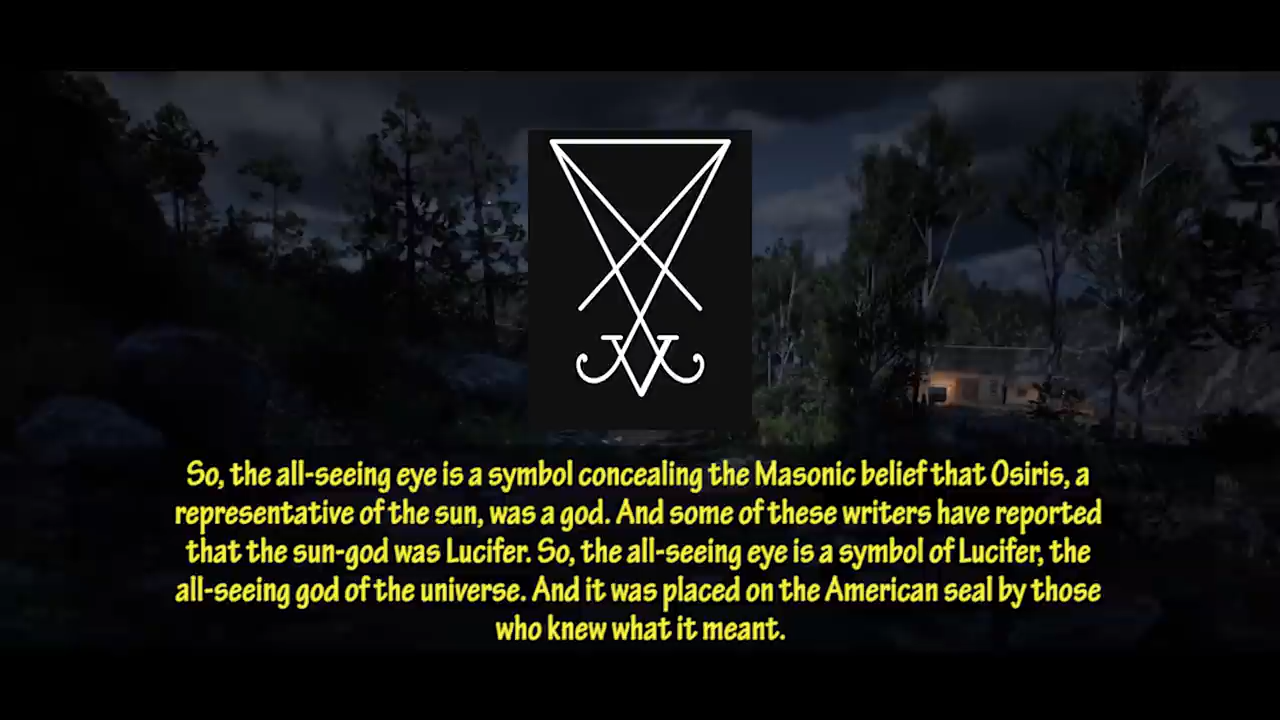 So, the all-seeing eye is a symbol concealing the Masonic belief that Osiris, a
representative of the sun, was a god. And some of these writers have reported
that the sun-god was Lucifer. So, the all-seeing eye is a symbol of Lucifer, the
all-seeing god of the universe. And it was placed on the American seal by those
who knew what it meant.